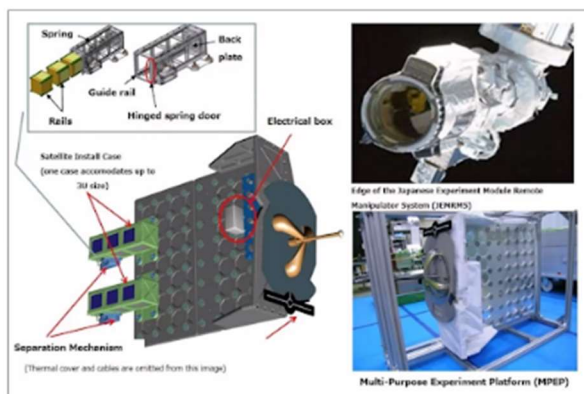 Spring
Back
plate
Guide rail
Rails
Hinged spring door
Electrical box
Satellite Install Case
(one case accomodates up to
3U size)
Edge of the Japanese Experiment Module Remote
Manipulator System (JEMRMS)
Separation Mechanism
(Thermal cover and cables are omitted from this image)
Multi-Purpose Experiment Platform (MPEP)